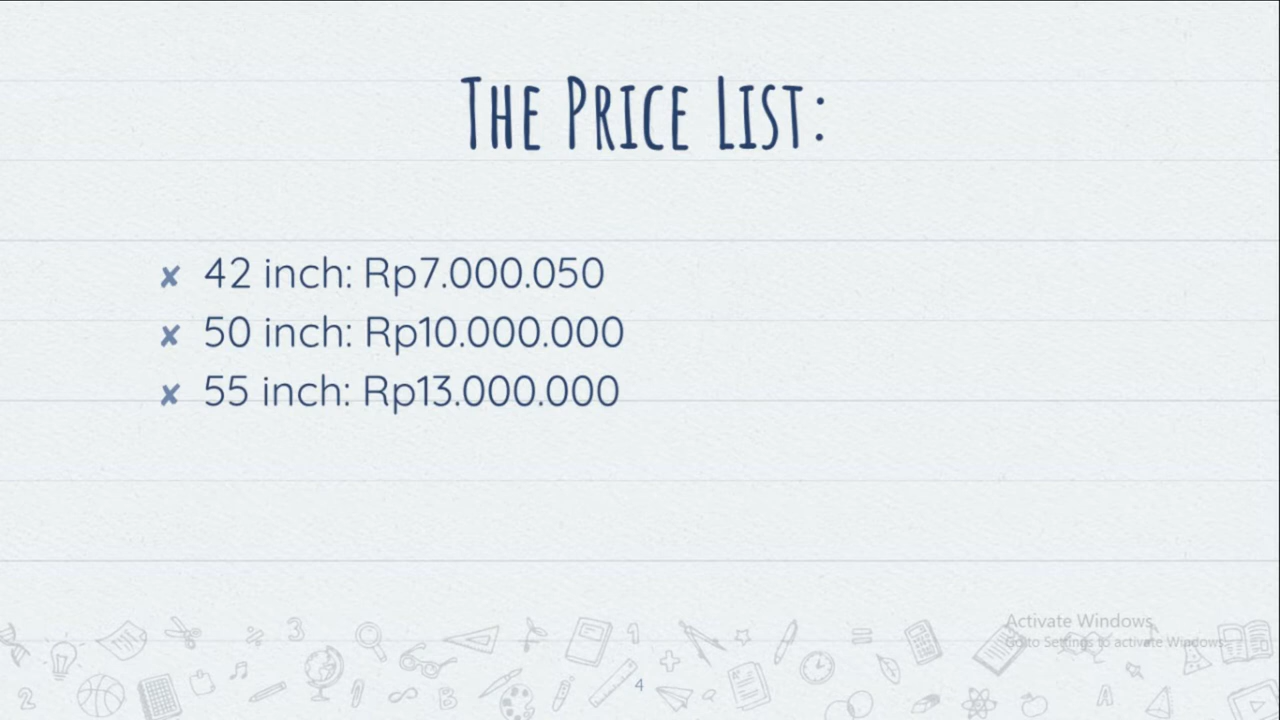 The Price List:
✘ 42 inch: Rp7.000.050
✘ 50 inch: Rp10.000.000
✘ 55 inch: Rp13.000.000
Activate Windows
Go to Settings to activate Windows.
4